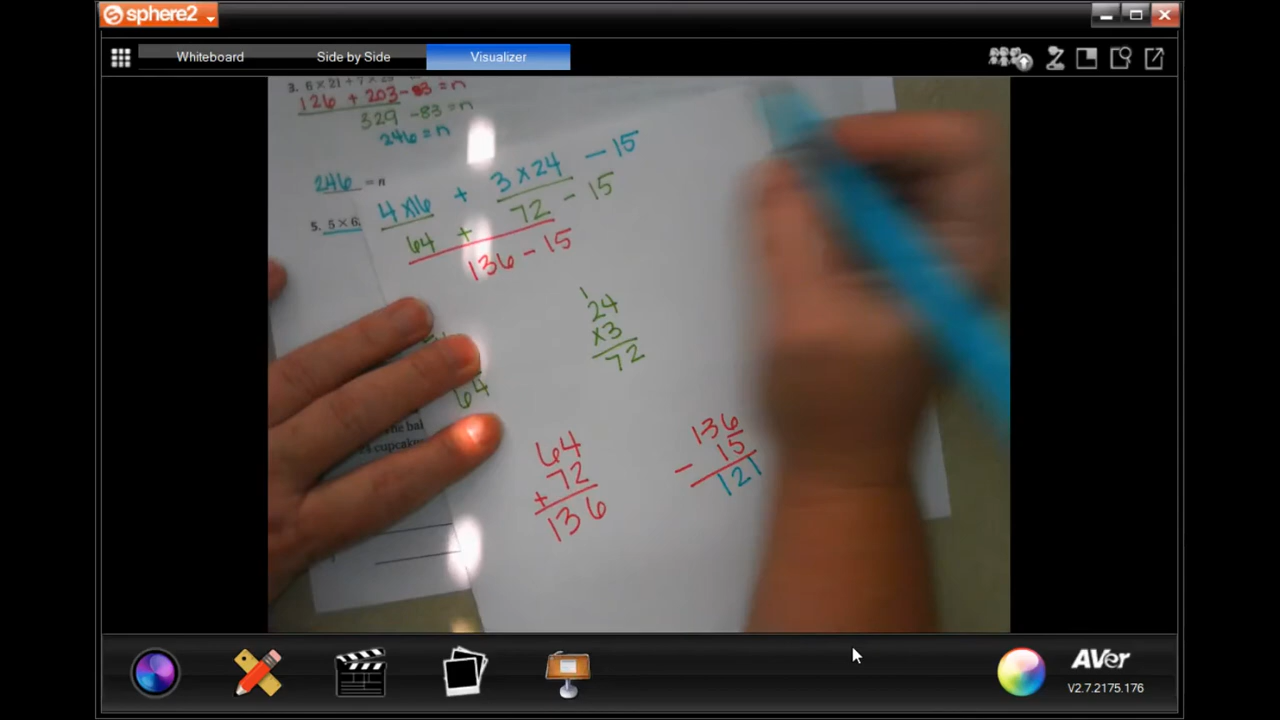 sphere2
Whiteboard Side by Side Visualizer
3. 6 × 21 + 7 × 29
126 + 203 - 83 = n
329 - 83 = n
246 = n
246 = n
5. 5 × 6
4 x 16 + 3 x 24 - 15
64 + 72 - 15
136 - 15
1
24
x3
72
64
64
+ 72
136
136
- 15
121
cupcak
AVer
V2.7.2175.176